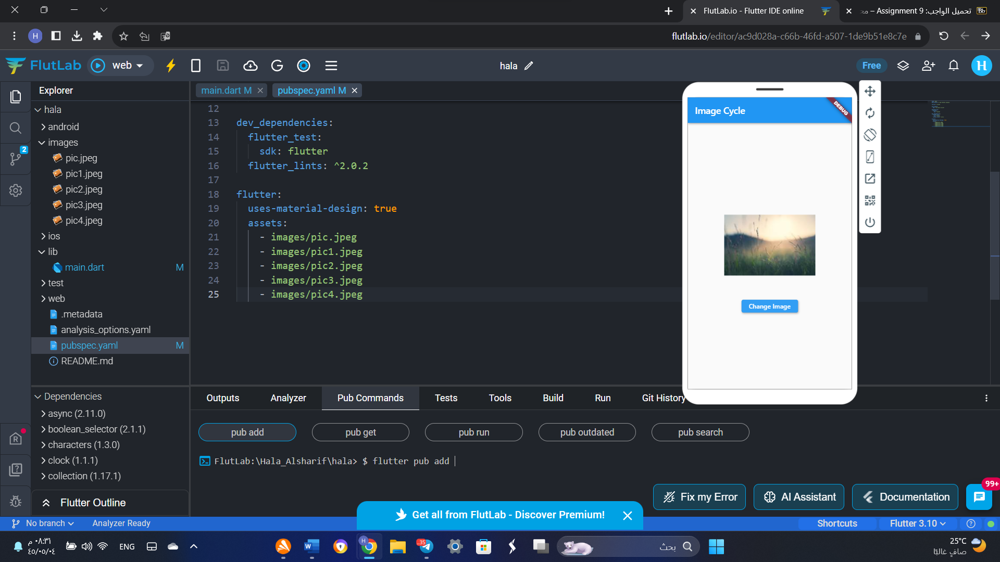 FlutLab.io - Flutter IDE online
تحميل الواجب: Assignment 9 – مح
H
flutlab.io/editor/ac9d028a-c66b-46fd-a507-1de9b51e8c7e
FlutLab
web
hala
Free
H
Explorer
main.dart M
pubspec.yaml M
hala
android
images
pic.jpeg
pic1.jpeg
pic2.jpeg
pic3.jpeg
pic4.jpeg
ios
lib
main.dart M
test
web
.metadata
analysis_options.yaml
pubspec.yaml M
README.md
2
12
13 dev_dependencies:
14 flutter_test:
15 sdk: flutter
16 flutter_lints: ^2.0.2
17
18 flutter:
19 uses-material-design: true
20 assets:
21 - images/pic.jpeg
22 - images/pic1.jpeg
23 - images/pic2.jpeg
24 - images/pic3.jpeg
25 - images/pic4.jpeg
Image Cycle
DEBUG
Change Image
Dependencies
async (2.11.0)
boolean_selector (2.1.1)
characters (1.3.0)
clock (1.1.1)
collection (1.17.1)
Flutter Outline
Outputs Analyzer Pub Commands Tests Tools Build Run Git History
pub add pub get pub run pub outdated pub search
FlutLab:\Hala_Alsharif\hala> $ flutter pub add
Fix my Error
AI Assistant
Documentation
99+
Get all from FlutLab - Discover Premium!
No branch
Analyzer Ready
Shortcuts
Flutter 3.10
٠٨:٣١ م
٤٥/٠٥/٠٤
ENG
بحث
25°C
صافٍ غالبًا